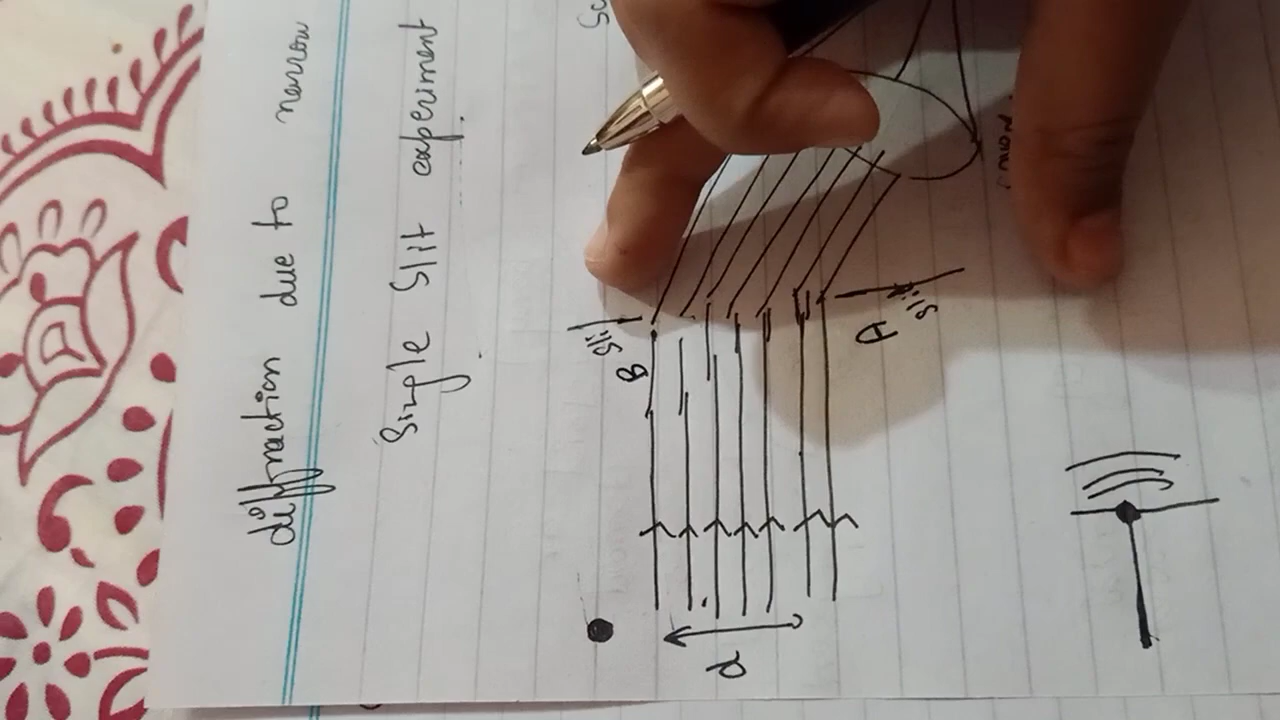 diffraction due to narrow
Single slit experiment
slit
B
A
slit
d